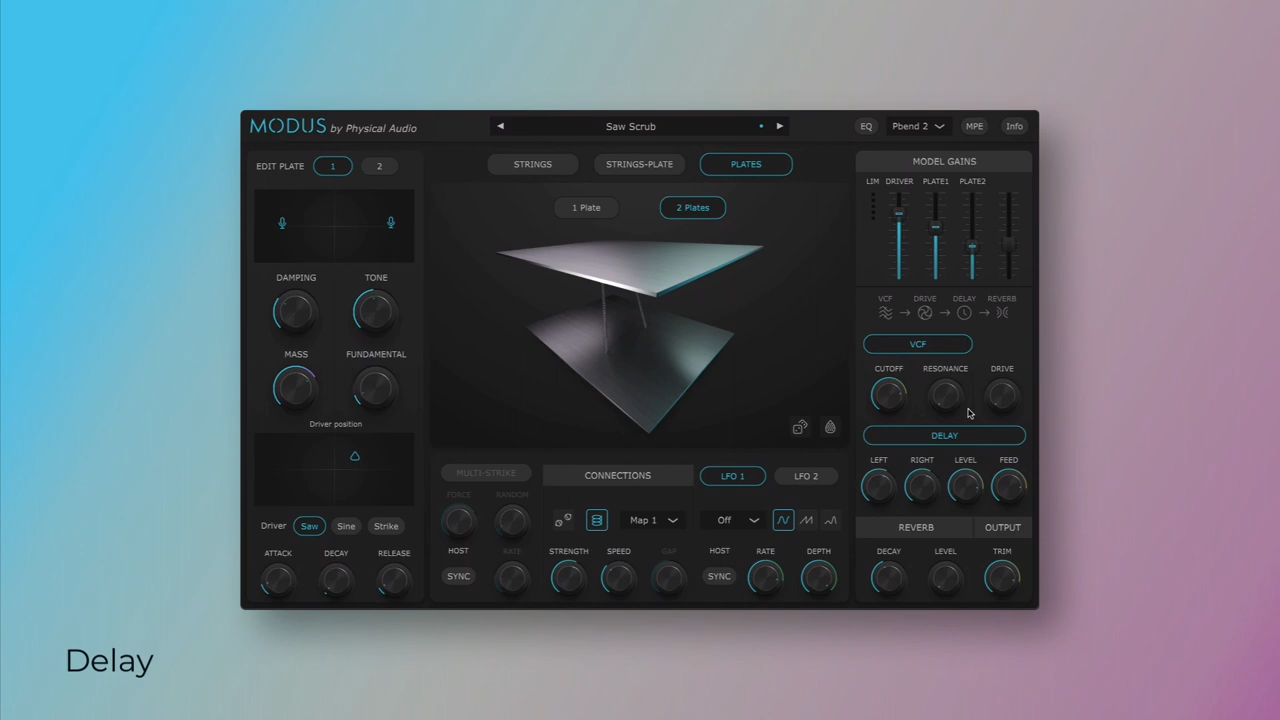 MODUS by Physical Audio
Saw Scrub
EQ Pbend 2 MPE Info
EDIT PLATE 1 2
DAMPING TONE
MASS FUNDAMENTAL
Driver position
Driver Saw Sine Strike
ATTACK DECAY RELEASE
STRINGS STRINGS-PLATE PLATES
1 Plate 2 Plates
MULTI-STRIKE
FORCE RANDOM
HOST RATE
SYNC
CONNECTIONS
Map 1
STRENGTH SPEED GAP
LFO 1 LFO 2
Off
HOST RATE DEPTH
SYNC
MODEL GAINS
LIM DRIVER PLATE1 PLATE2
VCF DRIVE DELAY REVERB
VCF
CUTOFF RESONANCE DRIVE
DELAY
LEFT RIGHT LEVEL FEED
REVERB OUTPUT
DECAY LEVEL TRIM
Delay